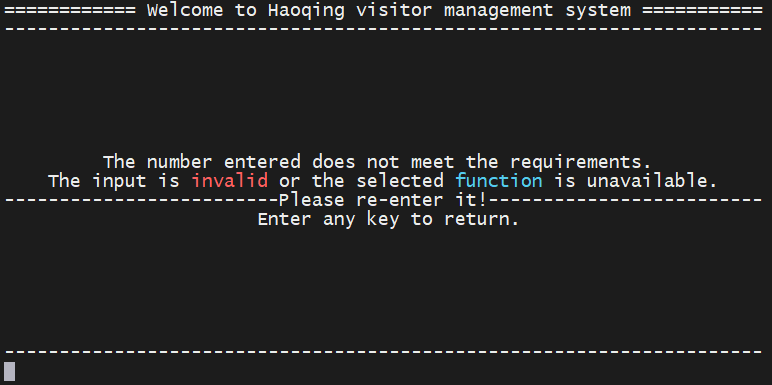 ============ Welcome to Haoqing visitor management system ===========
---------------------------------------------------------------------
The number entered does not meet the requirements.
The input is invalid or the selected function is unavailable.
-------------------------Please re-enter it!-------------------------
Enter any key to return.
---------------------------------------------------------------------